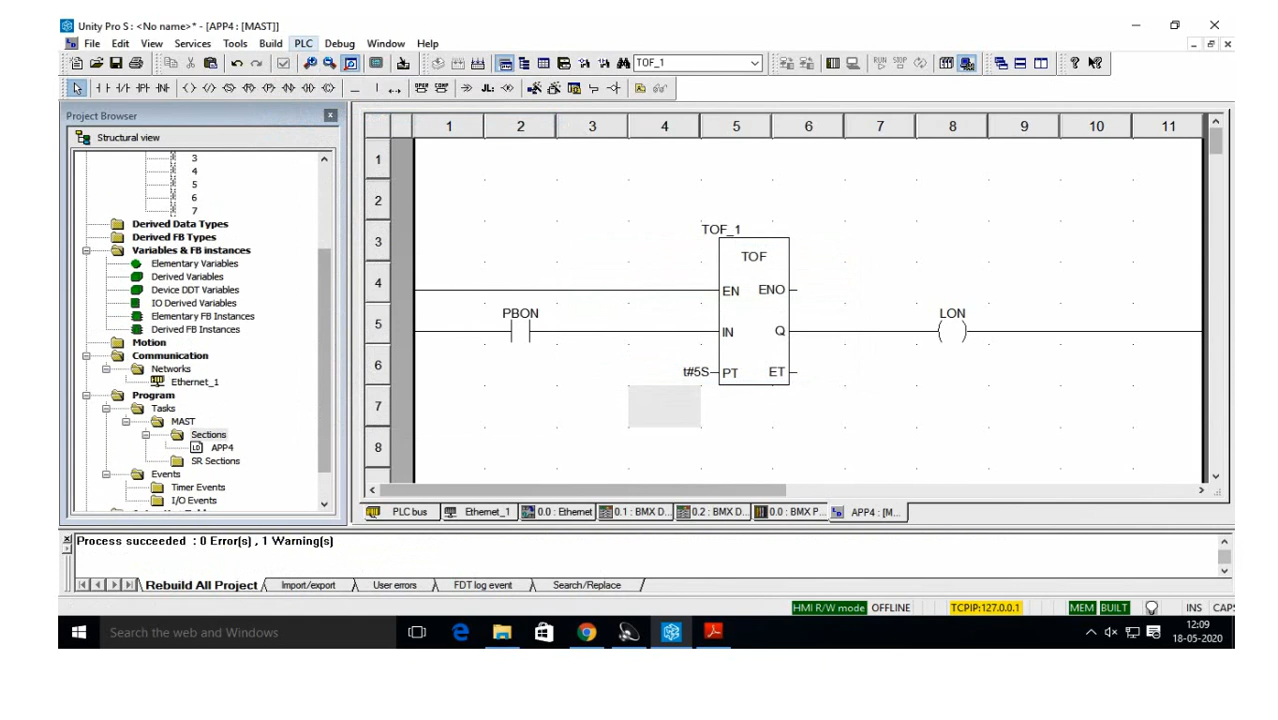 Unity Pro S : <No name>* - [APP4 : [MAST]]
File Edit View Services Tools Build PLC Debug Window Help
TOF_1
RUN STOP
Project Browser
Structural view
3
4
5
6
7
Derived Data Types
Derived FB Types
Variables & FB instances
Elementary Variables
Derived Variables
Device DDT Variables
IO Derived Variables
Elementary FB Instances
Derived FB Instances
Motion
Communication
Networks
Ethernet_1
Program
Tasks
MAST
Sections
APP4
SR Sections
Events
Timer Events
I/O Events
1 2 3 4 5 6 7 8 9 10 11
1
2
3
4
5
6
7
8
TOF_1
TOF
EN ENO
PBON
LON
IN Q
t#5S PT ET
PLC bus Ethernet_1 0.0 : Ethernet 0.1 : BMX D... 0.2 : BMX D... 0.0 : BMX P... APP4 : [M...
Process succeeded : 0 Error(s) , 1 Warning(s)
Rebuild All Project Import/export User errors FDT log event Search/Replace
HMI R/W mode OFFLINE TCPIP:127.0.0.1 MEM BUILT INS CAPS
Search the web and Windows
12:09
18-05-2020